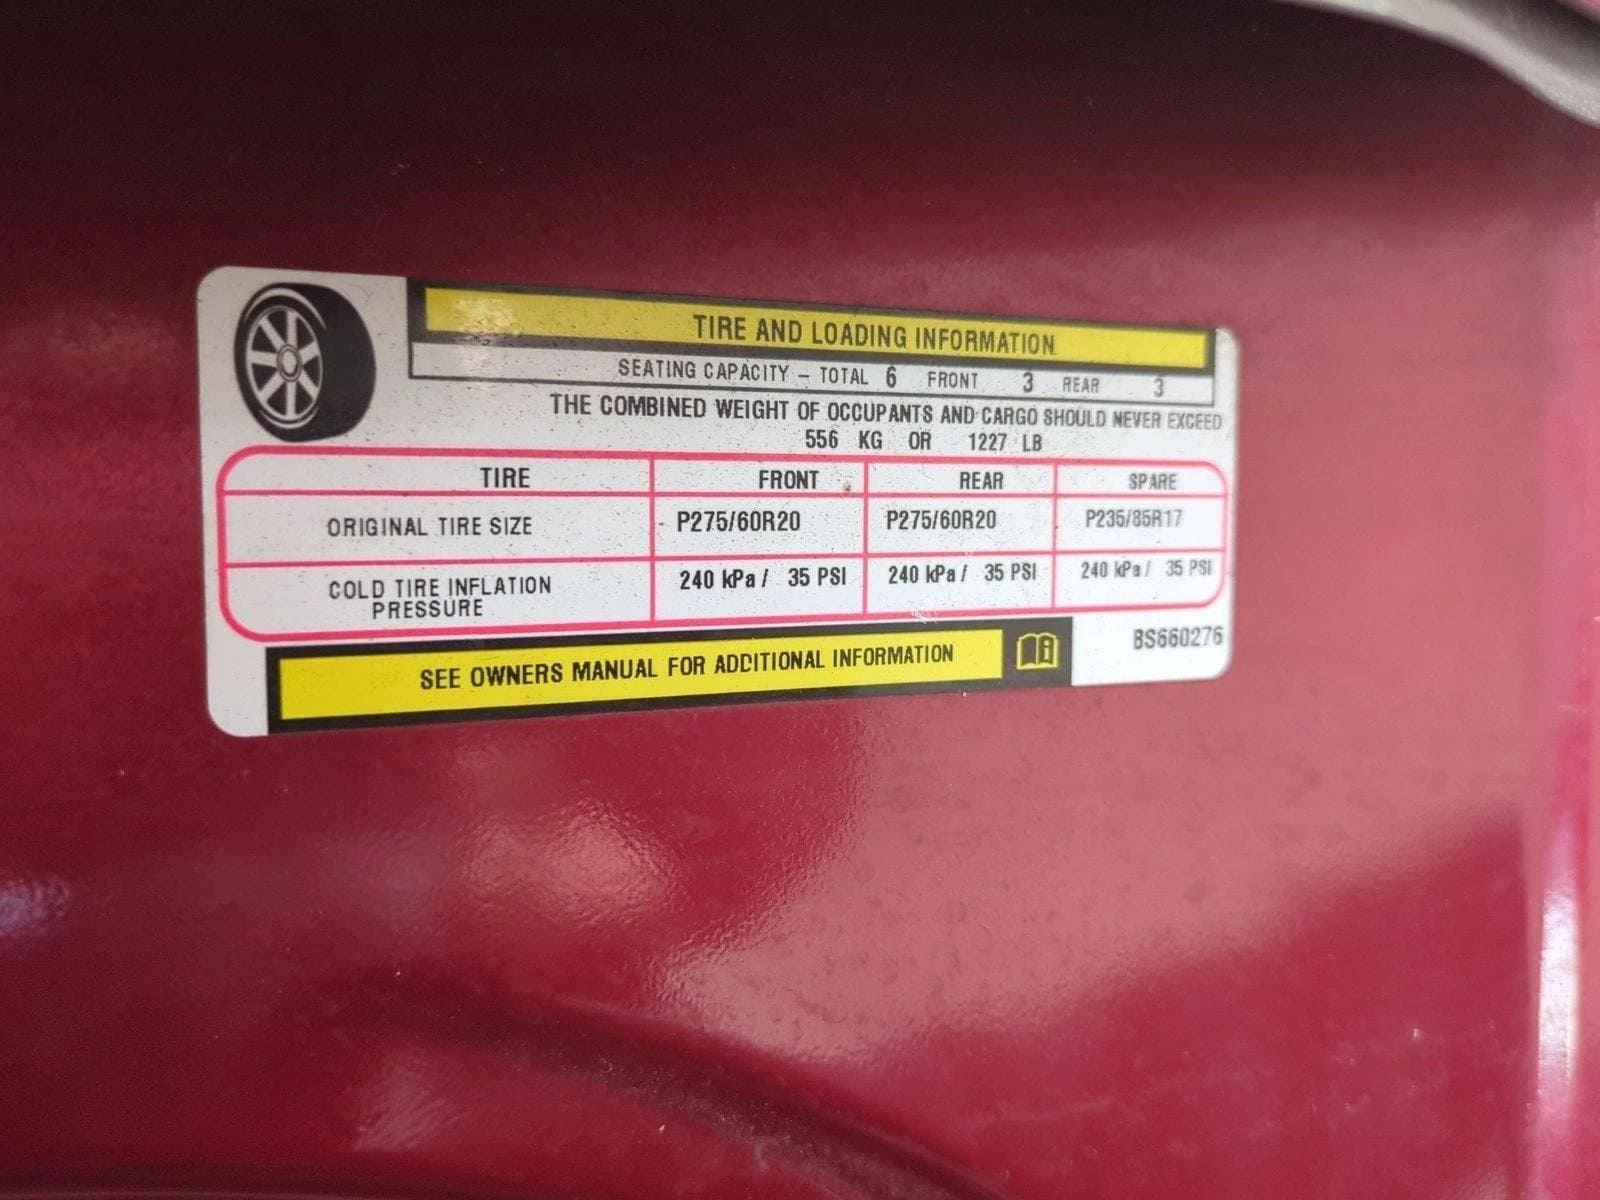 TIRE AND LOADING INFORMATION
SEATING CAPACITY – TOTAL 6 FRONT 3 REAR 3
THE COMBINED WEIGHT OF OCCUPANTS AND CARGO SHOULD NEVER EXCEED
556 KG OR 1227 LB
TIRE FRONT REAR SPARE
ORIGINAL TIRE SIZE P275/60R20 P275/60R20 P235/85R17
COLD TIRE INFLATION PRESSURE 240 kPa / 35 PSI 240 kPa / 35 PSI 240 kPa / 35 PSI
SEE OWNERS MANUAL FOR ADDITIONAL INFORMATION
BS660276